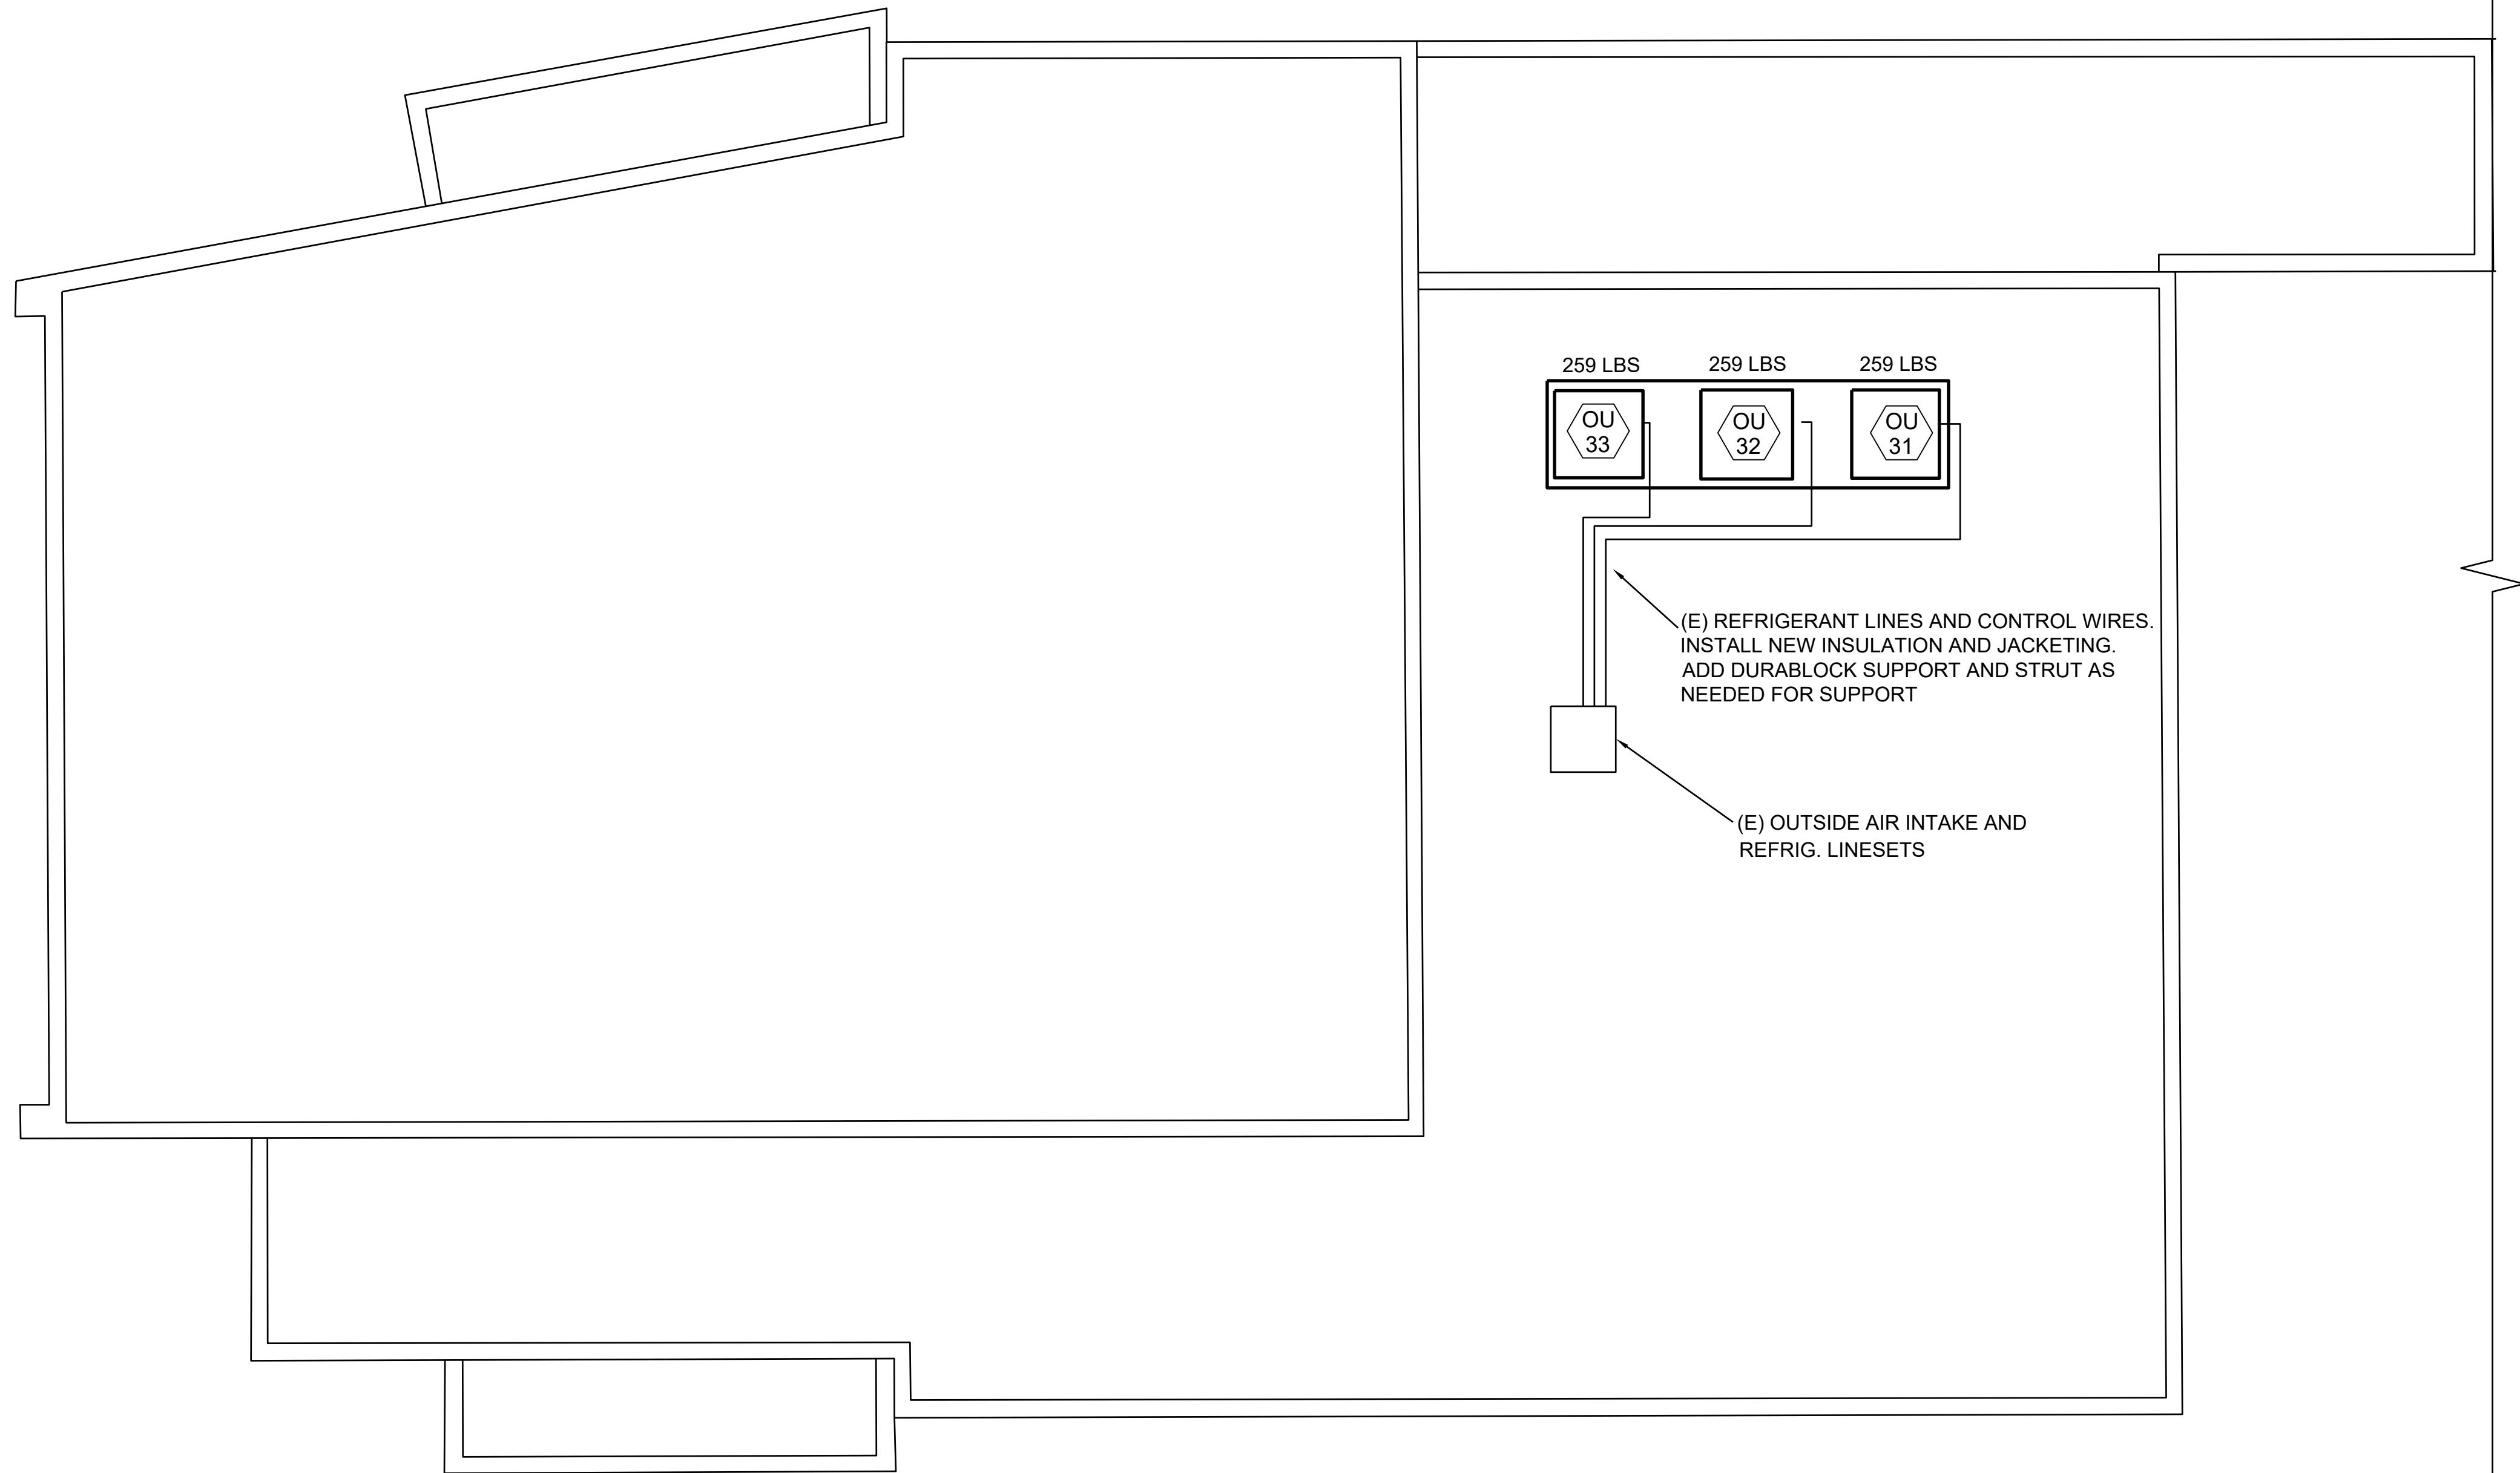 259 LBS
259 LBS
259 LBS
OU
33
OU
32
OU
31
(E) REFRIGERANT LINES AND CONTROL WIRES.
INSTALL NEW INSULATION AND JACKETING.
ADD DURABLOCK SUPPORT AND STRUT AS
NEEDED FOR SUPPORT
(E) OUTSIDE AIR INTAKE AND
REFRIG. LINESETS